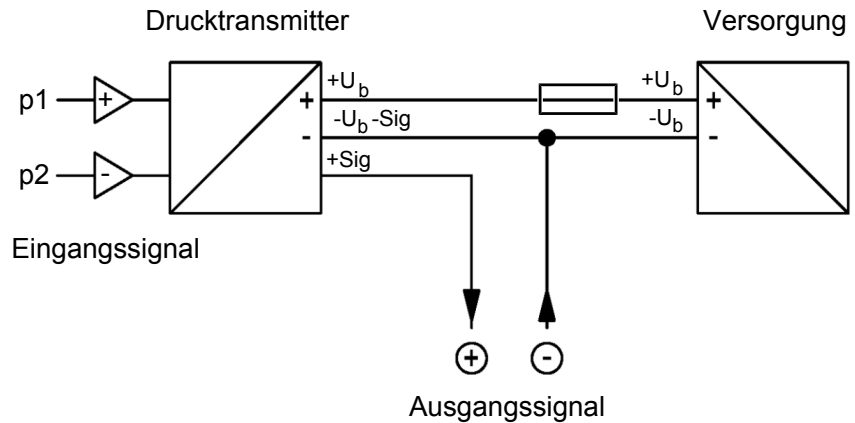 Drucktransmitter
Versorgung
+U_b
+U_b
p1
+
+
+
-U_b -Sig
-U_b
-
-
+Sig
p2
-
Eingangssignal
+
-
Ausgangssignal